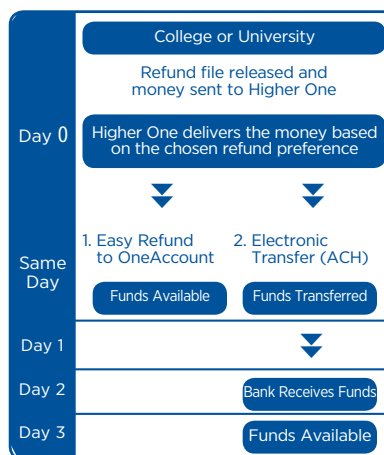 College or University
Refund file released and
money sent to Higher One
Day 0
Higher One delivers the money based
on the chosen refund preference
1. Easy Refund
to OneAccount
2. Electronic
Transfer (ACH)
Same
Day
Funds Available
Funds Transferred
Day 1
Day 2
Bank Receives Funds
Day 3
Funds Available